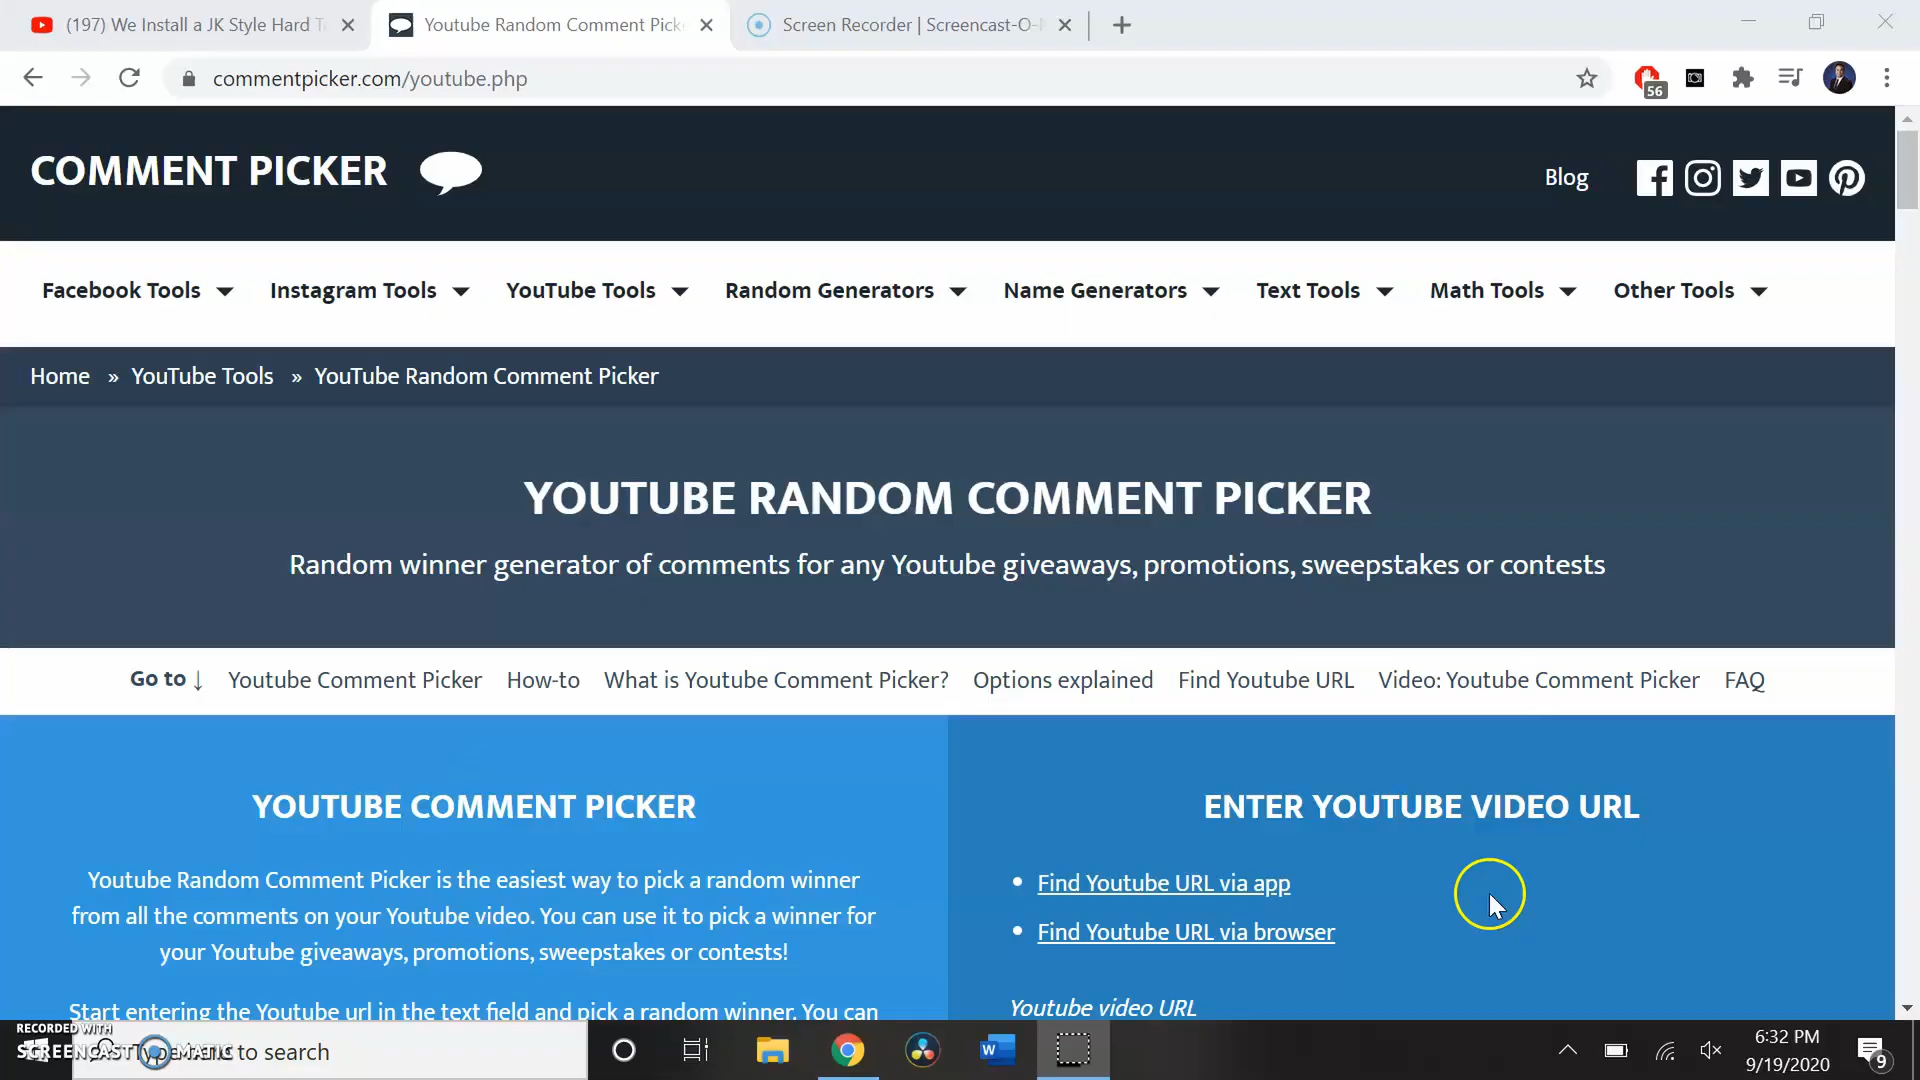 (197) We Install a JK Style Hard T
Youtube Random Comment Pick
Screen Recorder | Screencast-O-
commentpicker.com/youtube.php
56
COMMENT PICKER
Blog
Facebook Tools
Instagram Tools
YouTube Tools
Random Generators
Name Generators
Text Tools
Math Tools
Other Tools
Home » YouTube Tools » YouTube Random Comment Picker
YOUTUBE RANDOM COMMENT PICKER
Random winner generator of comments for any Youtube giveaways, promotions, sweepstakes or contests
Go to ↓ Youtube Comment Picker How-to What is Youtube Comment Picker? Options explained Find Youtube URL Video: Youtube Comment Picker FAQ
YOUTUBE COMMENT PICKER
Youtube Random Comment Picker is the easiest way to pick a random winner
from all the comments on your Youtube video. You can use it to pick a winner for
your Youtube giveaways, promotions, sweepstakes or contests!
Start entering the Youtube url in the text field and pick a random winner. You can
ENTER YOUTUBE VIDEO URL
• Find Youtube URL via app
• Find Youtube URL via browser
Youtube video URL
RECORDED WITH
SCREENCAST-O-MATIC
Type here to search
W
6:32 PM
9/19/2020
9